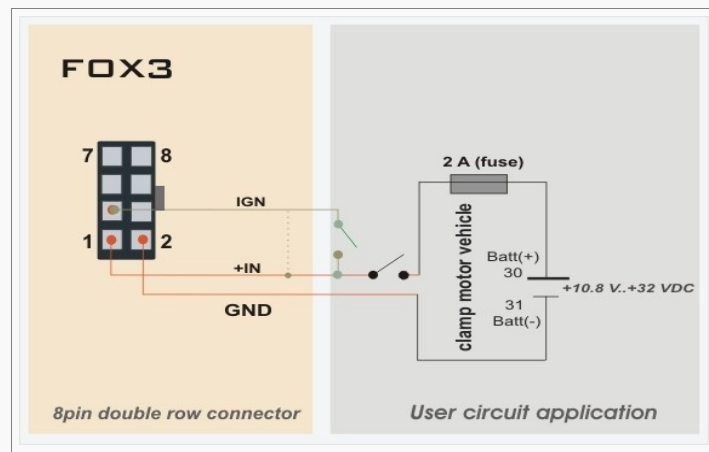 FOX3
7 8
1 2
IGN
+IN
GND
8pin double row connector
2 A (fuse)
clamp motor vehicle
Batt(+)
30
+10.8 V..+32 VDC
31
Batt(-)
User circuit application